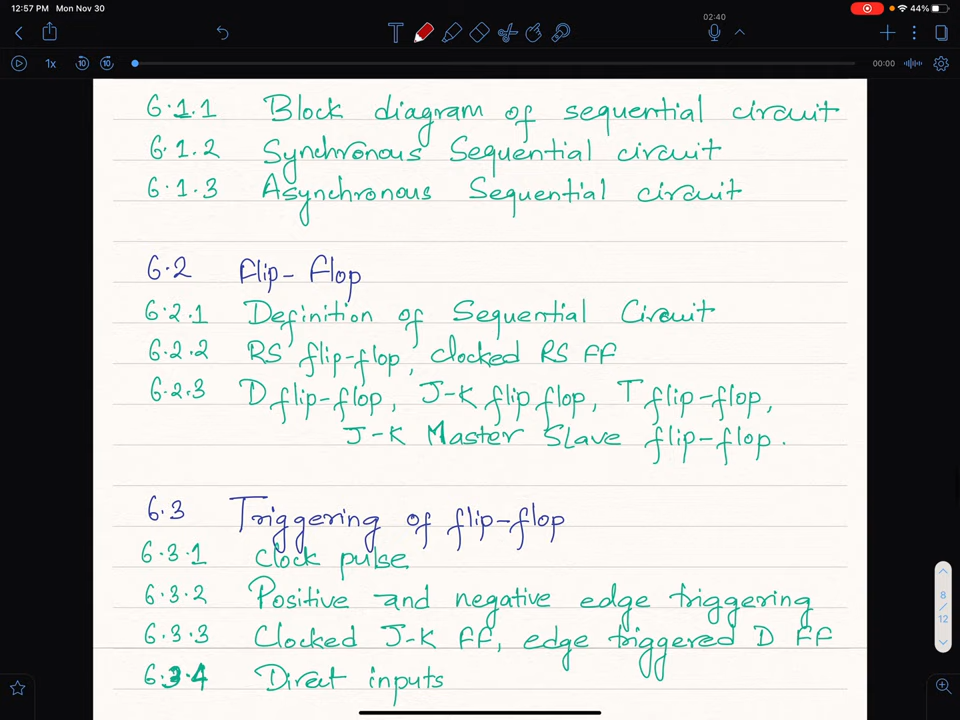 12:57 PM Mon Nov 30
44%
02:40
1x
10
10
00:00
6.1.1 Block diagram of sequential circuit
6.1.2 Synchronous Sequential circuit
6.1.3 Asynchronous Sequential circuit
6.2 Flip-Flop
6.2.1 Definition of Sequential Circuit
6.2.2 RS flip-flop, clocked RS FF
6.2.3 D flip-flop, J-K flip flop, T flip-flop,
J-K Master Slave flip-flop.
6.3 Triggering of flip-flop
6.3.1 Clock pulse
6.3.2 Positive and negative edge triggering
6.3.3 Clocked J-K FF, edge triggered D FF
6.3.4 Direct inputs
8
/
12